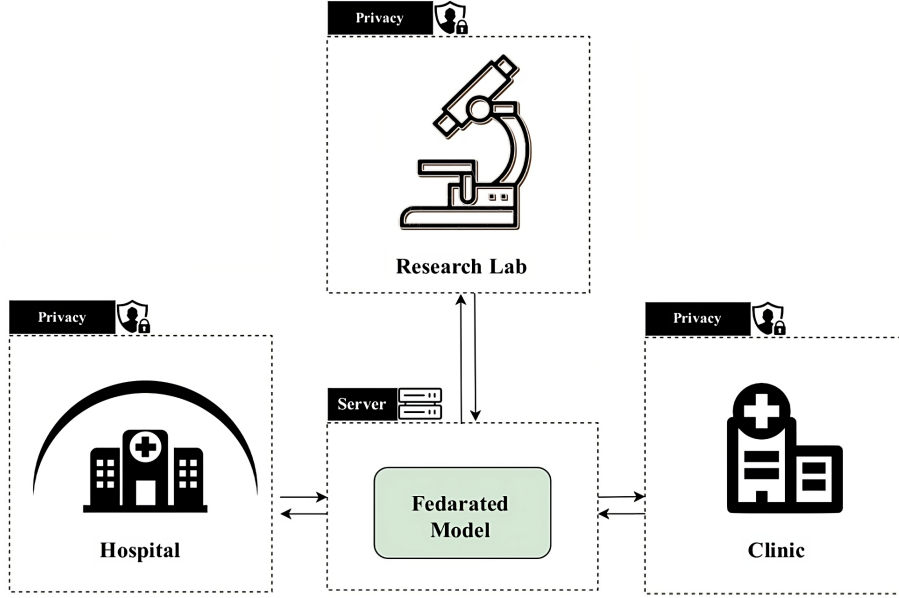 Privacy
Research Lab
Privacy
Privacy
Server
Fedarated
Model
Hospital
Clinic